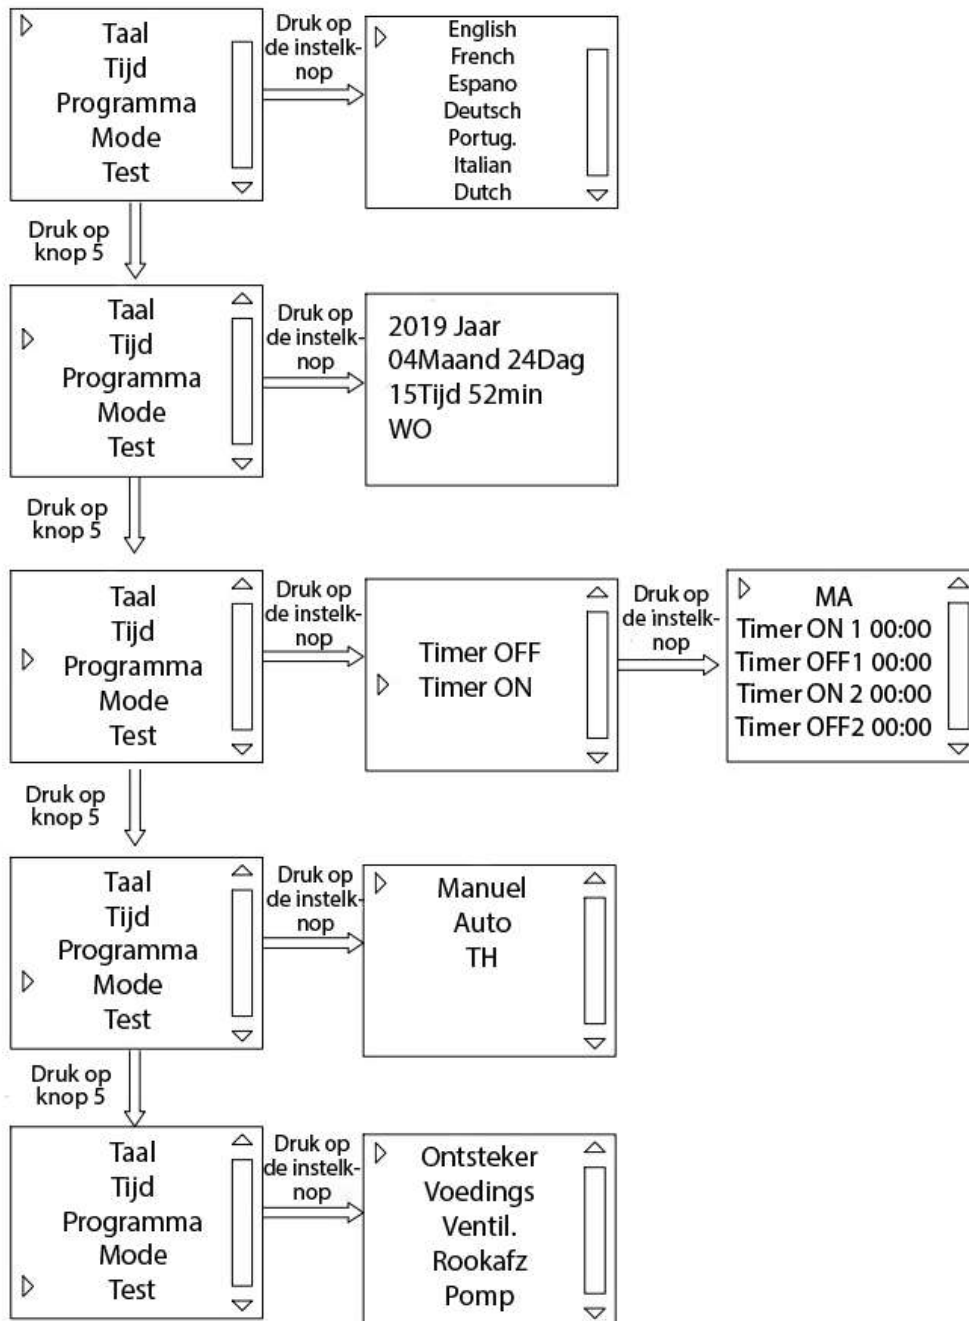 Taal
Tijd
Programma
Mode
Test
Druk op
de instelk-
nop
English
French
Espano
Deutsch
Portug.
Italian
Dutch
Druk op
knop 5
Taal
Tijd
Programma
Mode
Test
Druk op
de instelk-
nop
2019 Jaar
04Maand 24Dag
15Tijd 52min
WO
Druk op
knop 5
Taal
Tijd
Programma
Mode
Test
Druk op
de instelk-
nop
Timer OFF
Timer ON
Druk op
de instelk-
nop
MA
Timer ON 1 00:00
Timer OFF1 00:00
Timer ON 2 00:00
Timer OFF2 00:00
Druk op
knop 5
Taal
Tijd
Programma
Mode
Test
Druk op
de instelk-
nop
Manuel
Auto
TH
Druk op
knop 5
Taal
Tijd
Programma
Mode
Test
Druk op
de instelk-
nop
Ontsteker
Voedings
Ventil.
Rookafz
Pomp